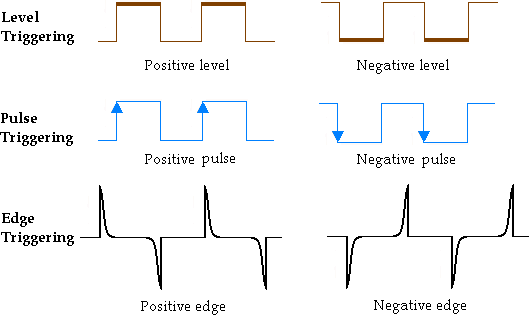 Level
Triggering
Positive level
Negative level
Pulse
Triggering
Positive pulse
Negative pulse
Edge
Triggering
Positive edge
Negative edge